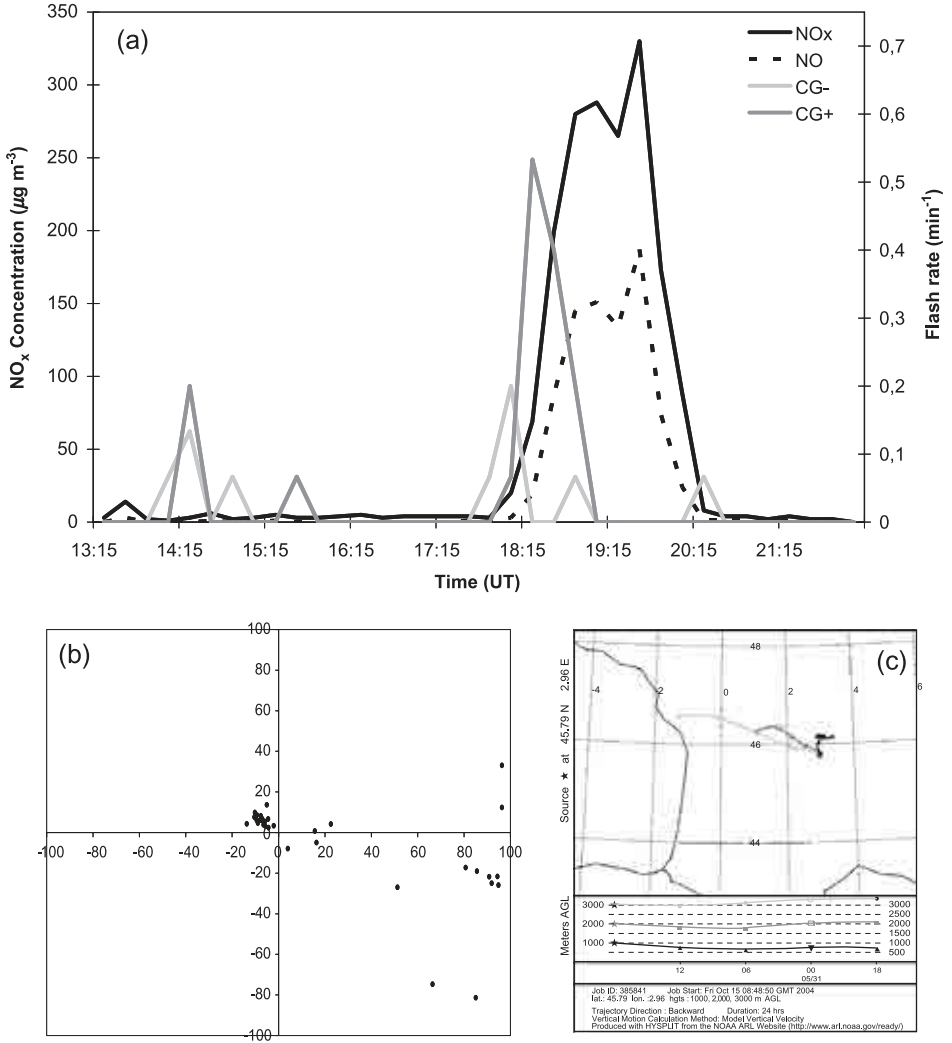 (a)
NOx
NO
CG-
CG+
350
300
250
200
150
100
50
0
NOx Concentration (µg m-3)
0,7
0,6
0,5
0,4
0,3
0,2
0,1
0
Flash rate (min-1)
13:15 14:15 15:15 16:15 17:15 18:15 19:15 20:15 21:15
Time (UT)
(b)
100
80
60
40
20
0
-20
-40
-60
-80
-100
-100 -80 -60 -40 -20 0 20 40 60 80 100
(c)
Source ★ at 45.79 N 2.96 E
48
-4 -2 0 2 4 6
46
44
Meters AGL
3000 3000
2500
2000 2000
1500
1000 1000
500
12 06 00 18
05/31
Job ID: 385841 Job Start: Fri Oct 15 08:48:50 GMT 2004
lat.: 45.79 lon.:2.96 hgts :1000, 2,000, 3000 m AGL
Trajectory Direction : Backward Duration: 24 hrs
Vertical Motion Calculation Method: Model Vertical Velocity
Produced with HYSPLIT from the NOAA ARL Website (http://www.arl.noaa.gov/ready/)